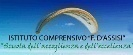 ISTITUTO COMPRENSIVO "F. D'ASSISI"
"Scuola dell'accoglienza e dell'eccellenza"